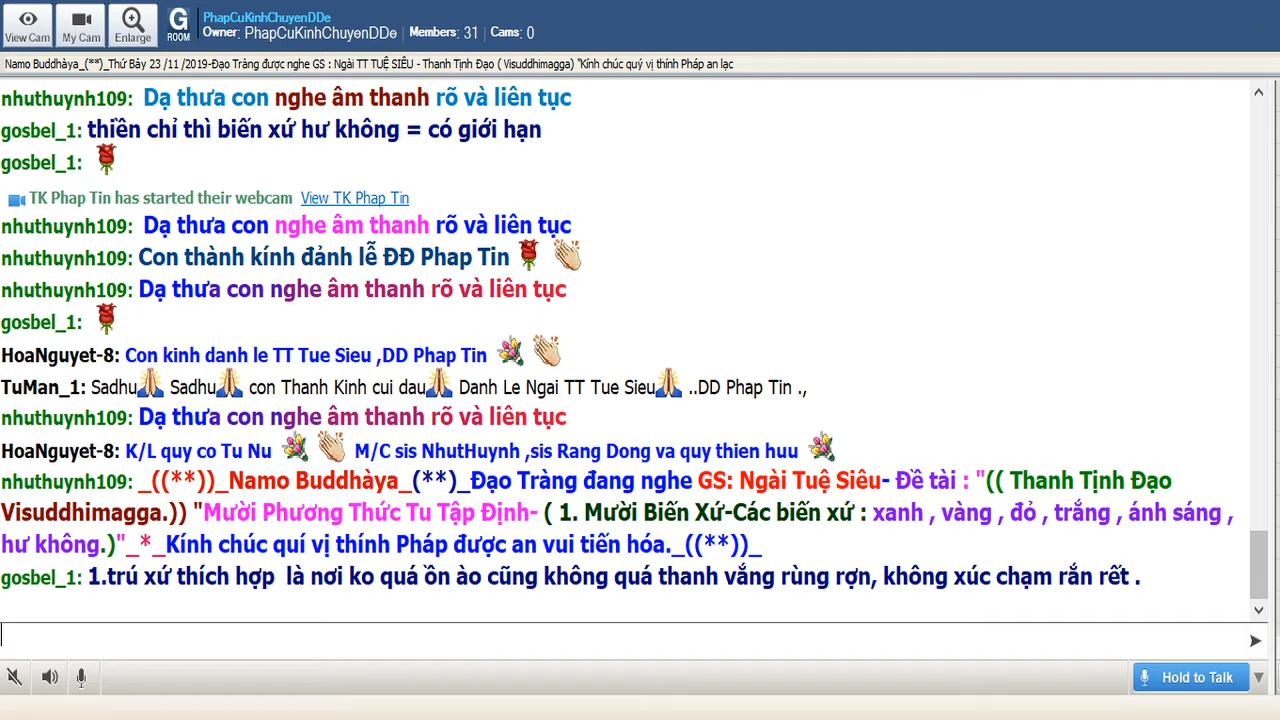 View Cam
My Cam
Enlarge
G
ROOM
PhapCuKinhChuyenDDe
Owner: PhapCuKinhChuyenDDe | Members: 31 | Cams: 0
Namo Buddhàya_(**)_Thứ Bảy 23 /11 /2019-Đạo Tràng được nghe GS : Ngài TT TUỆ SIÊU - Thanh Tịnh Đạo ( Visuddhimagga) "Kính chúc quý vị thính Pháp an lạc
nhuthuynh109: Dạ thưa con nghe âm thanh rõ và liên tục
gosbel_1: thiền chỉ thì biến xứ hư không = có giới hạn
gosbel_1:
TK Phap Tin has started their webcam View TK Phap Tin
nhuthuynh109: Dạ thưa con nghe âm thanh rõ và liên tục
nhuthuynh109: Con thành kính đảnh lễ ĐĐ Phap Tin
nhuthuynh109: Dạ thưa con nghe âm thanh rõ và liên tục
gosbel_1:
HoaNguyet-8: Con kinh danh le TT Tue Sieu ,DD Phap Tin
TuMan_1: Sadhu Sadhu con Thanh Kinh cui dau Danh Le Ngai TT Tue Sieu ..DD Phap Tin .,
nhuthuynh109: Dạ thưa con nghe âm thanh rõ và liên tục
HoaNguyet-8: K/L quy co Tu Nu M/C sis NhutHuynh ,sis Rang Dong va quy thien huu
nhuthuynh109: _((**))_Namo Buddhàya_(**)_Đạo Tràng đang nghe GS: Ngài Tuệ Siêu- Đề tài : "(( Thanh Tịnh Đạo
Visuddhimagga.)) "Mười Phương Thức Tu Tập Định- ( 1. Mười Biến Xứ-Các biến xứ : xanh , vàng , đỏ , trắng , ánh sáng ,
hư không.)"_*_Kính chúc quí vị thính Pháp được an vui tiến hóa._((**))_
gosbel_1: 1.trú xứ thích hợp là nơi ko quá ồn ào cũng không quá thanh vắng rùng rợn, không xúc chạm rắn rết .
Hold to Talk